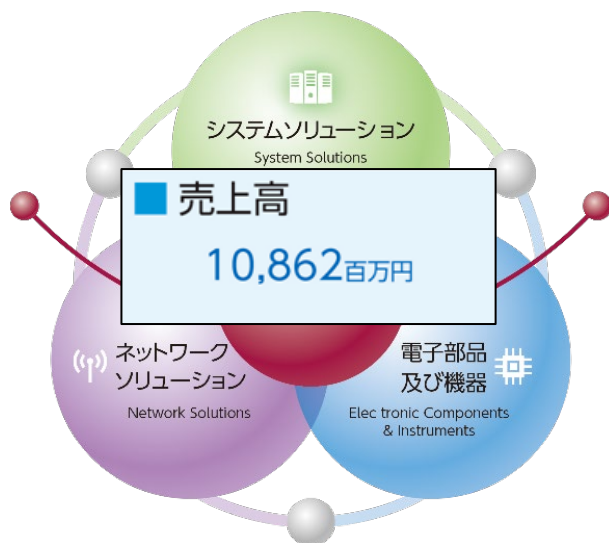 システムソリューション
System Solutions
■ 売上高
10,862百万円
ネットワーク
ソリューション
Network Solutions
電子部品
及び機器
Elec tronic Components
& Instruments